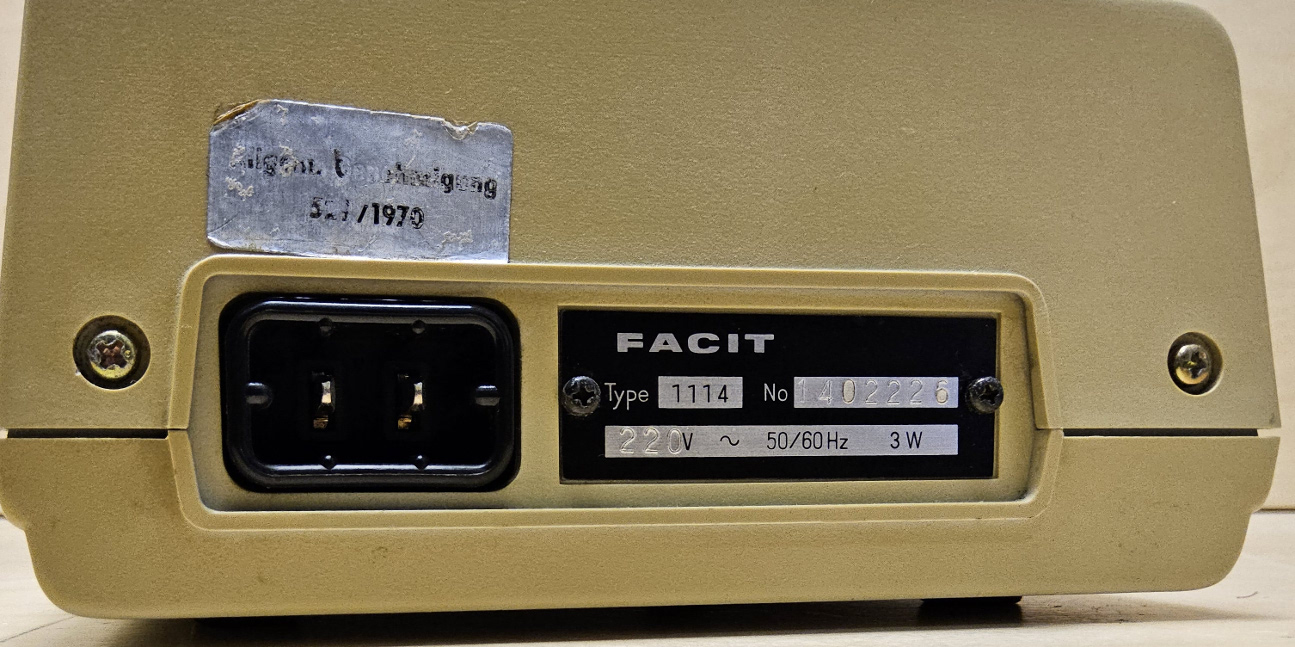 /1970
FACIT
Type 1114 No 1402226
220V ~ 50/60Hz 3W